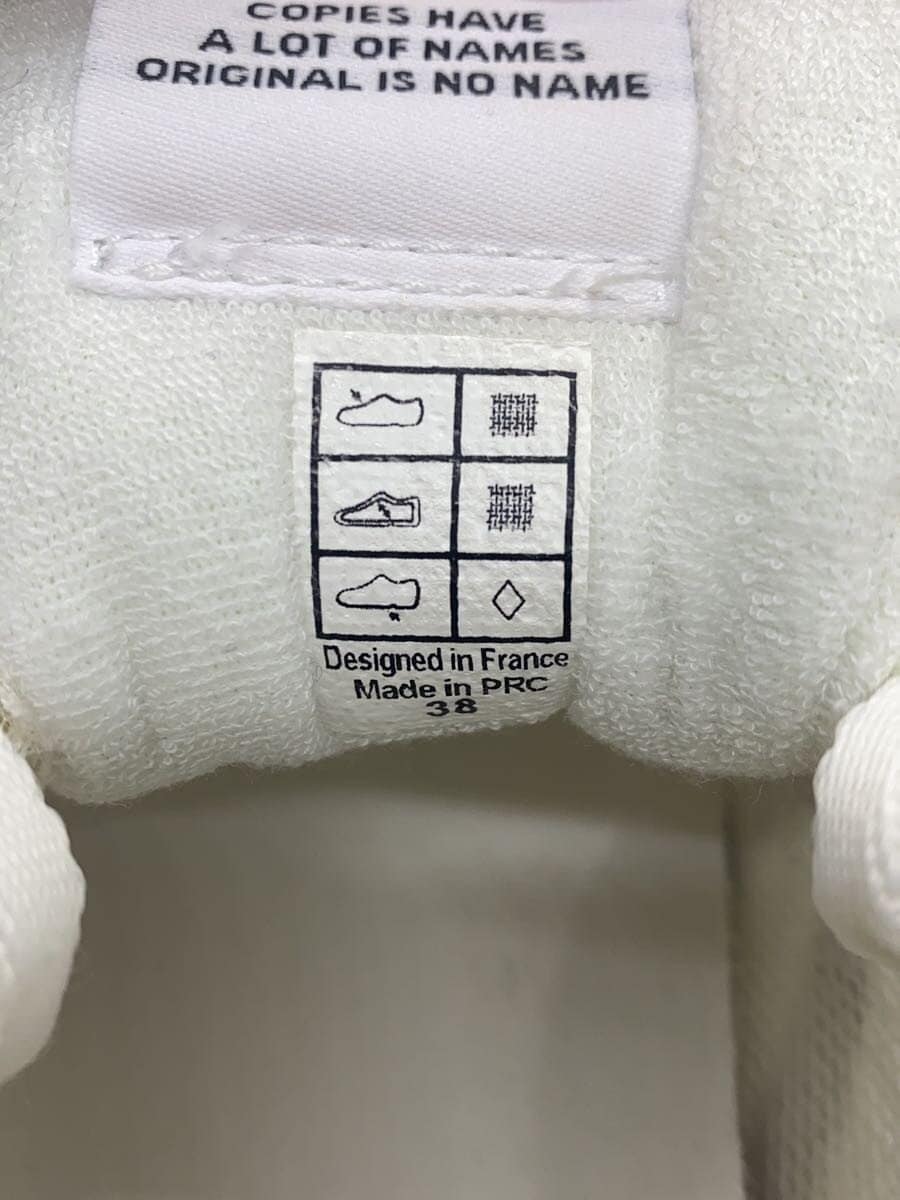 COPIES HAVE
A LOT OF NAMES
ORIGINAL IS NO NAME
Designed in France
Made in PRC
38